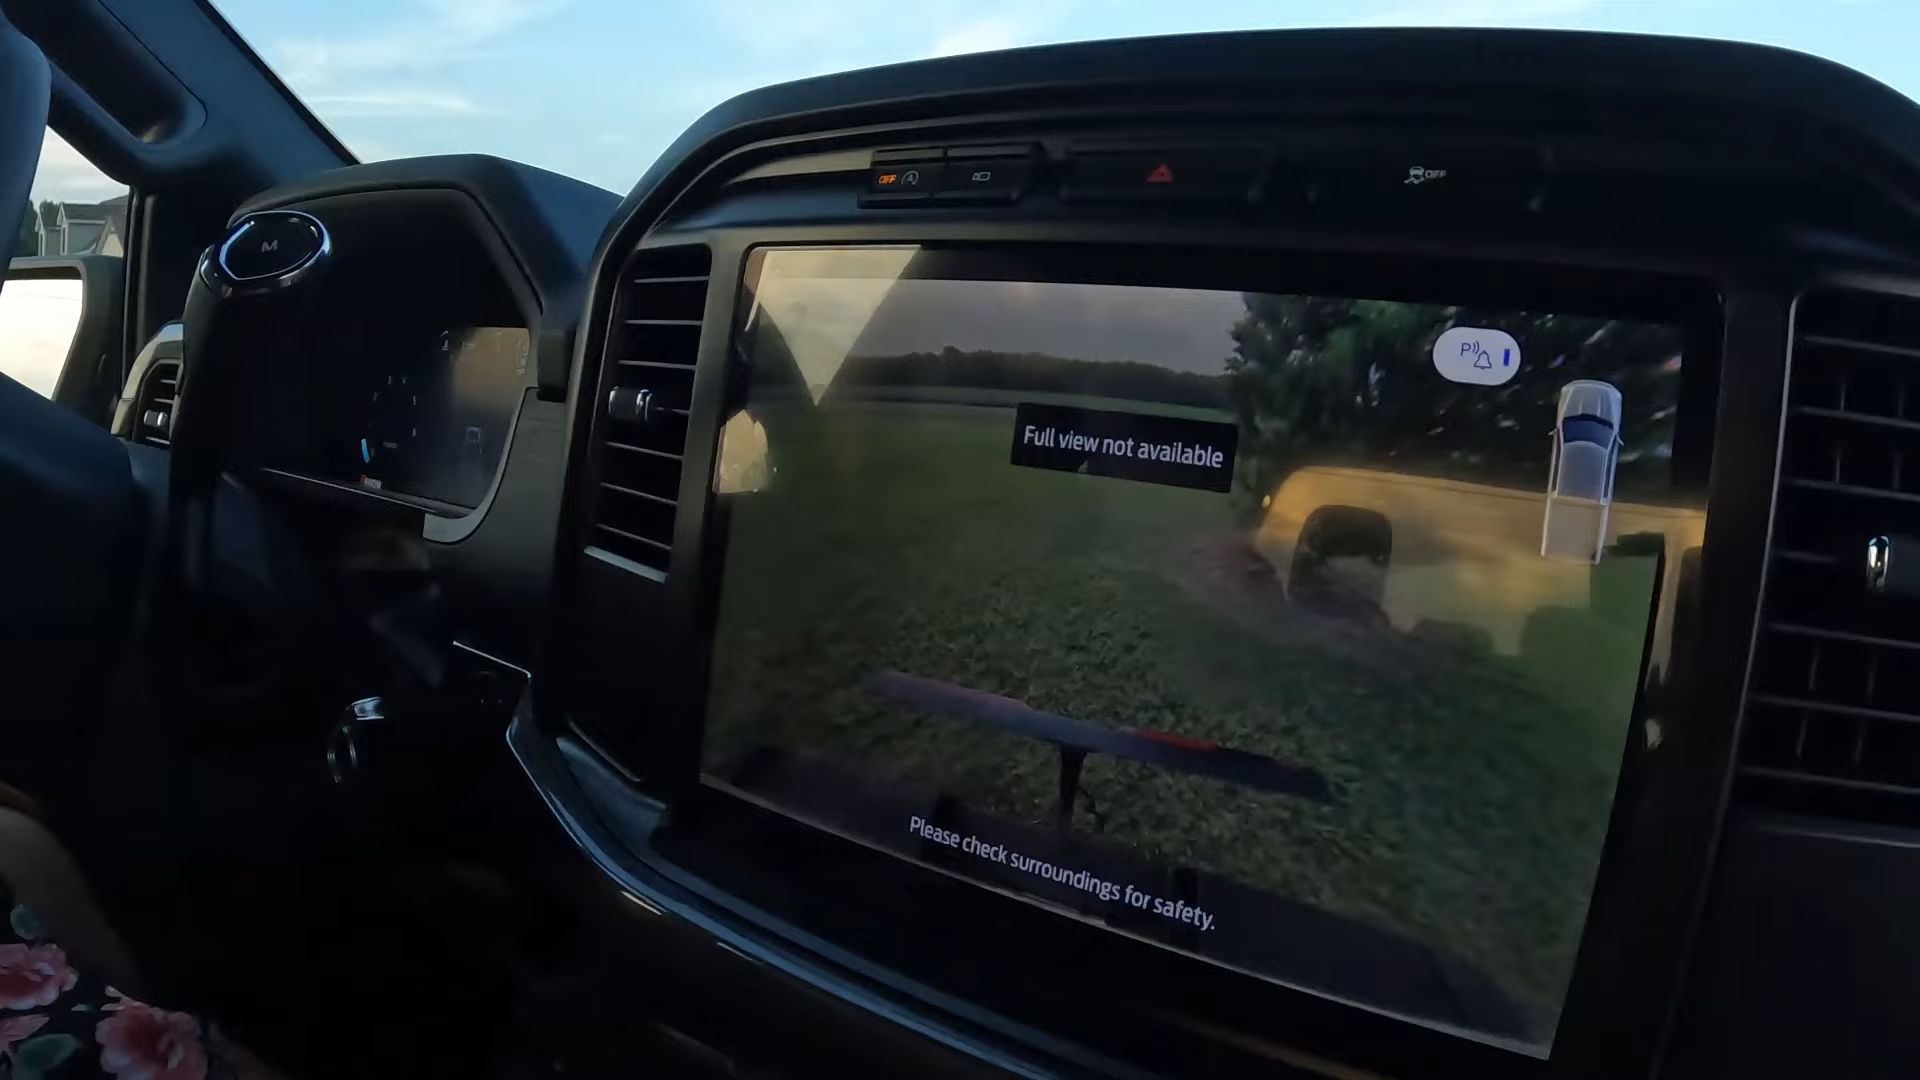 OFF
OFF
M
P
Full view not available
Please check surroundings for safety.